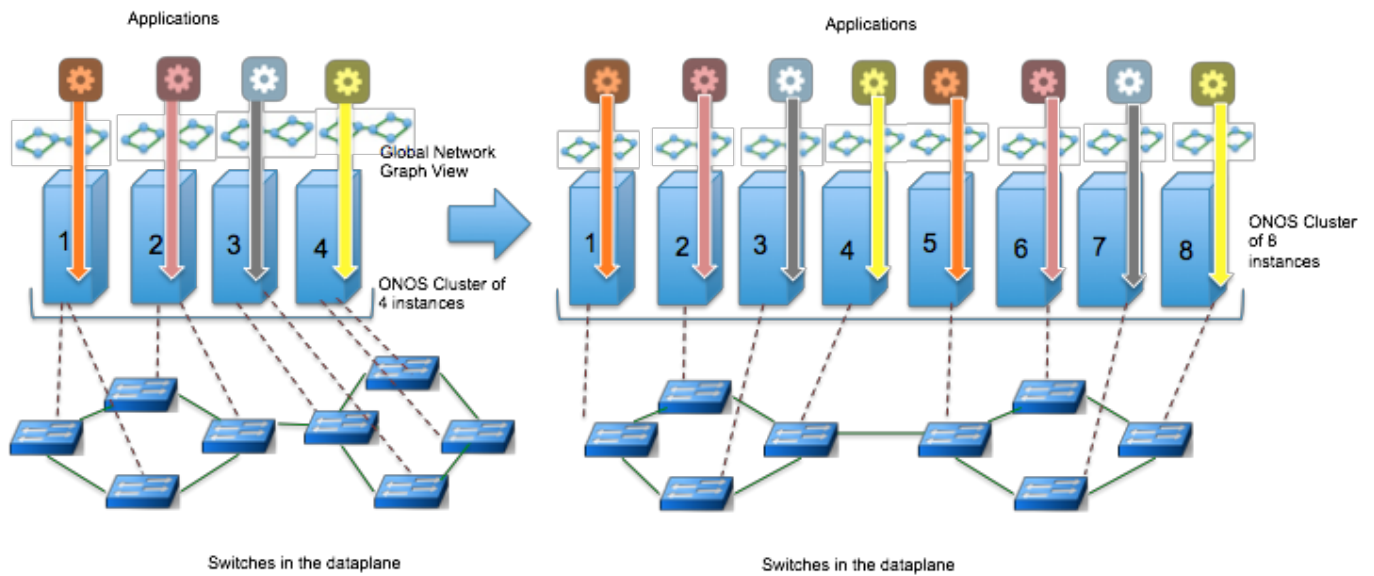 Applications
Applications
Global Network
Graph View
1
2
3
4
ONOS Cluster of
4 instances
1
2
3
4
5
6
7
8
ONOS Cluster
of 8
instances
Switches in the dataplane
Switches in the dataplane